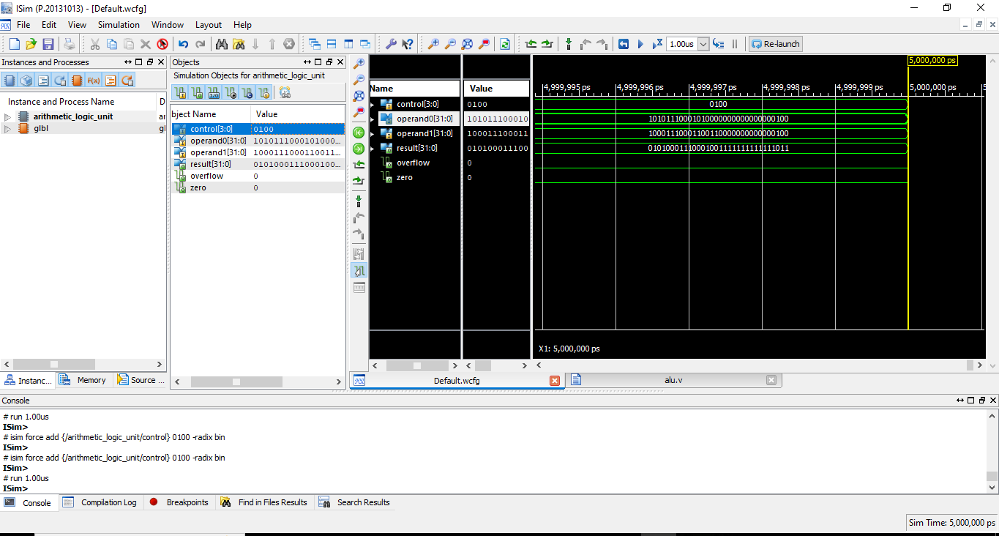 ISim (P.20131013) - [Default.wcfg]
File Edit View Simulation Window Layout Help
1.00us Re-launch
Instances and Processes
Instance and Process Name D
arithmetic_logic_unit ar
glbl gl
Instanc... Memory Source ...
Objects
Simulation Objects for arithmetic_logic_unit
bject Name Value
control[3:0] 0100
operand0[31:0] 1010111000101000...
operand1[31:0] 1000111000110011...
result[31:0] 0101000111000100...
overflow 0
zero 0
Name Value
control[3:0] 0100
operand0[31:0] 101011100010
operand1[31:0] 100011100011
result[31:0] 010100011100
overflow 0
zero 0
5,000,000 ps
4,999,995 ps 4,999,996 ps 4,999,997 ps 4,999,998 ps 4,999,999 ps 5,000,000 ps 5
0100
10101110001010000000000000000100
10001110001100110000000000000100
01010001110001001111111111111011
X1: 5,000,000 ps
Default.wcfg alu.v
Console
# run 1.00us
ISim>
# isim force add {/arithmetic_logic_unit/control} 0100 -radix bin
ISim>
# isim force add {/arithmetic_logic_unit/control} 0100 -radix bin
ISim>
# run 1.00us
ISim>
Console Compilation Log Breakpoints Find in Files Results Search Results
Sim Time: 5,000,000 ps